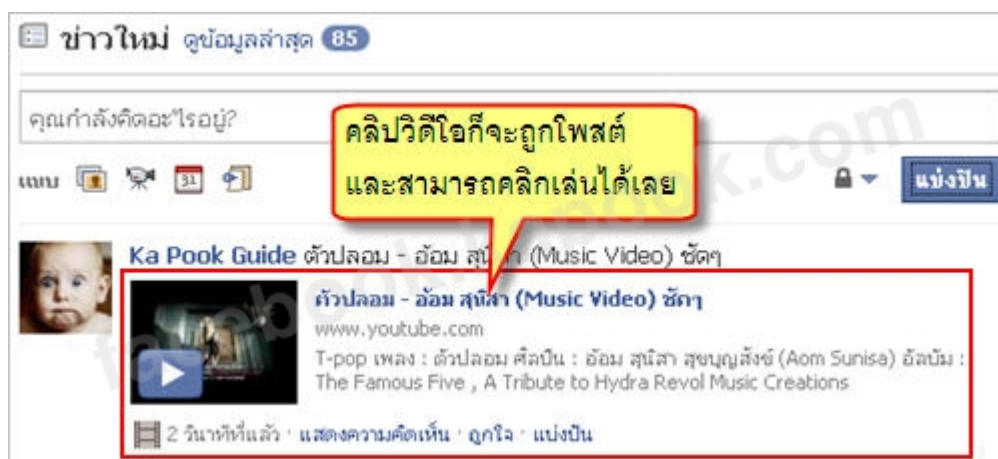 ข่าวใหม่ ดูข้อมูลล่าสุด 85
คุณกำลังคิดอะไรอยู่?
คลิปวิดีโอก็จะถูกโพสต์
และสามารถคลิกเล่นได้เลย
แนบ 31 แบ่งปัน
Ka Pook Guide ตัวปลอม - อ้อม สุนิสา (Music Video) ชัดๆ
ตัวปลอม - อ้อม สุนิสา (Music Video) ชัดๆ
www.youtube.com
T-pop เพลง : ตัวปลอม ศิลปิน : อ้อม สุนิสา สุขบุญสังข์ (Aom Sunisa) อัลบัม :
The Famous Five , A Tribute to Hydra Revol Music Creations
2 วินาทีที่แล้ว · แสดงความคิดเห็น · ถูกใจ · แบ่งปัน
facebook.kapook.com